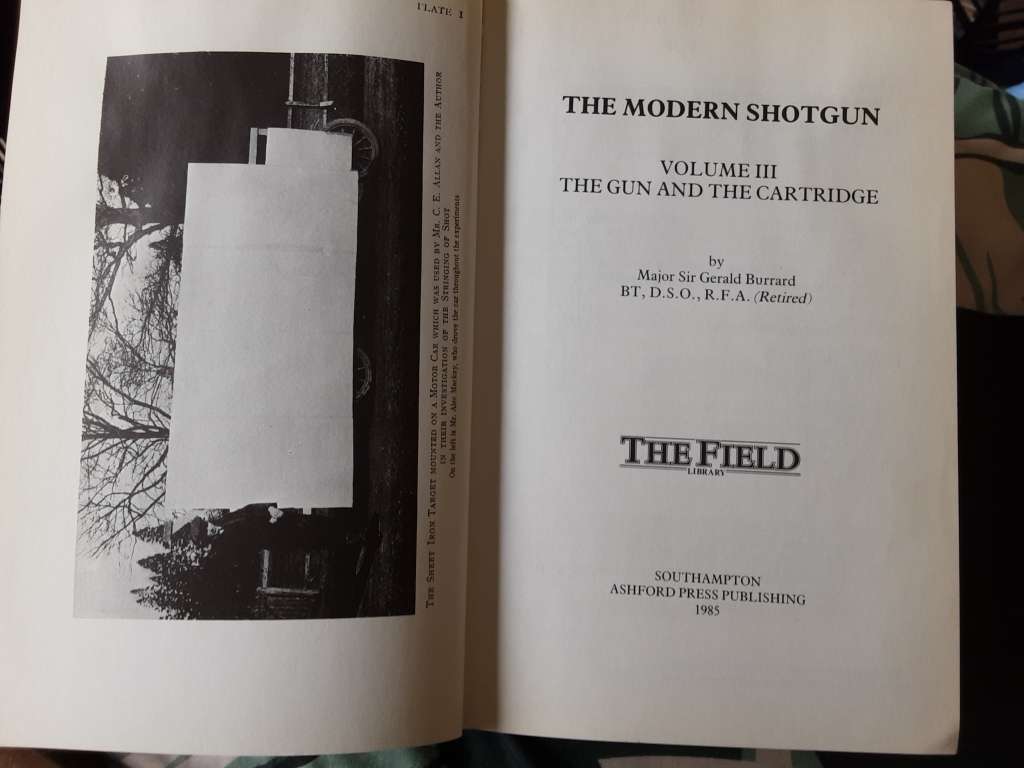 PLATE I
THE SHEET IRON TARGET MOUNTED ON A MOTOR CAR WHICH WAS USED BY MR. C. E. ALLAN AND THE AUTHOR
IN THEIR INVESTIGATION OF THE STRINGING OF SHOT
On the left is Mr. Alec Mackay, who drove the car throughout the experiments
THE MODERN SHOTGUN
VOLUME III
THE GUN AND THE CARTRIDGE
by
Major Sir Gerald Burrard
BT, D.S.O., R.F.A. (Retired)
THE FIELD
LIBRARY
SOUTHAMPTON
ASHFORD PRESS PUBLISHING
1985